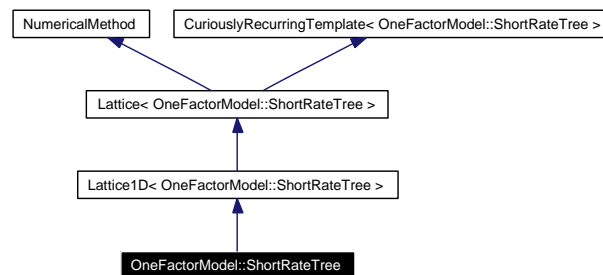 NumericalMethod
CuriouslyRecurringTemplate< OneFactorModel::ShortRateTree >
Lattice< OneFactorModel::ShortRateTree >
Lattice1D< OneFactorModel::ShortRateTree >
OneFactorModel::ShortRateTree